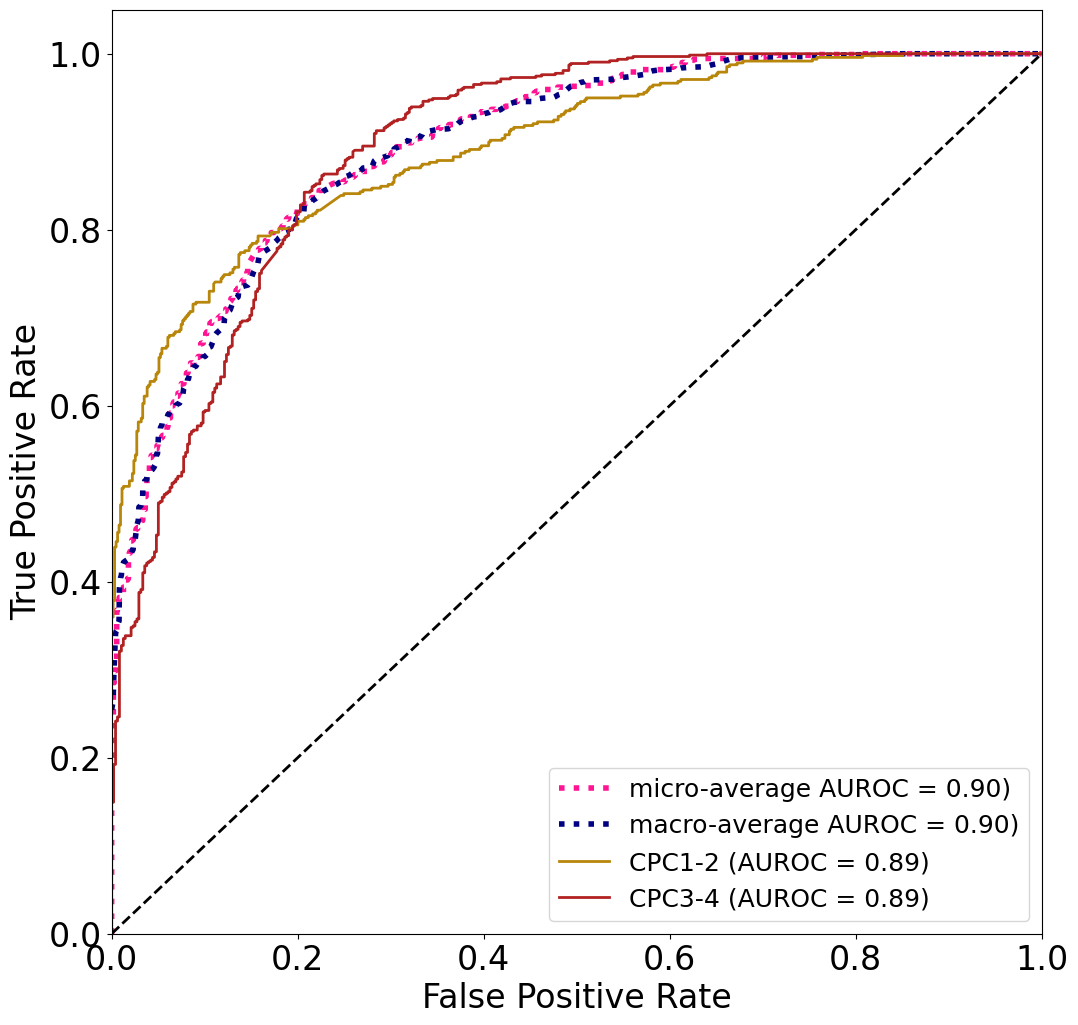 1.0
0.8
0.6
0.4
0.2
0.0
True Positive Rate
0.0 0.2 0.4 0.6 0.8 1.0
False Positive Rate
micro-average AUROC = 0.90)
macro-average AUROC = 0.90)
CPC1-2 (AUROC = 0.89)
CPC3-4 (AUROC = 0.89)